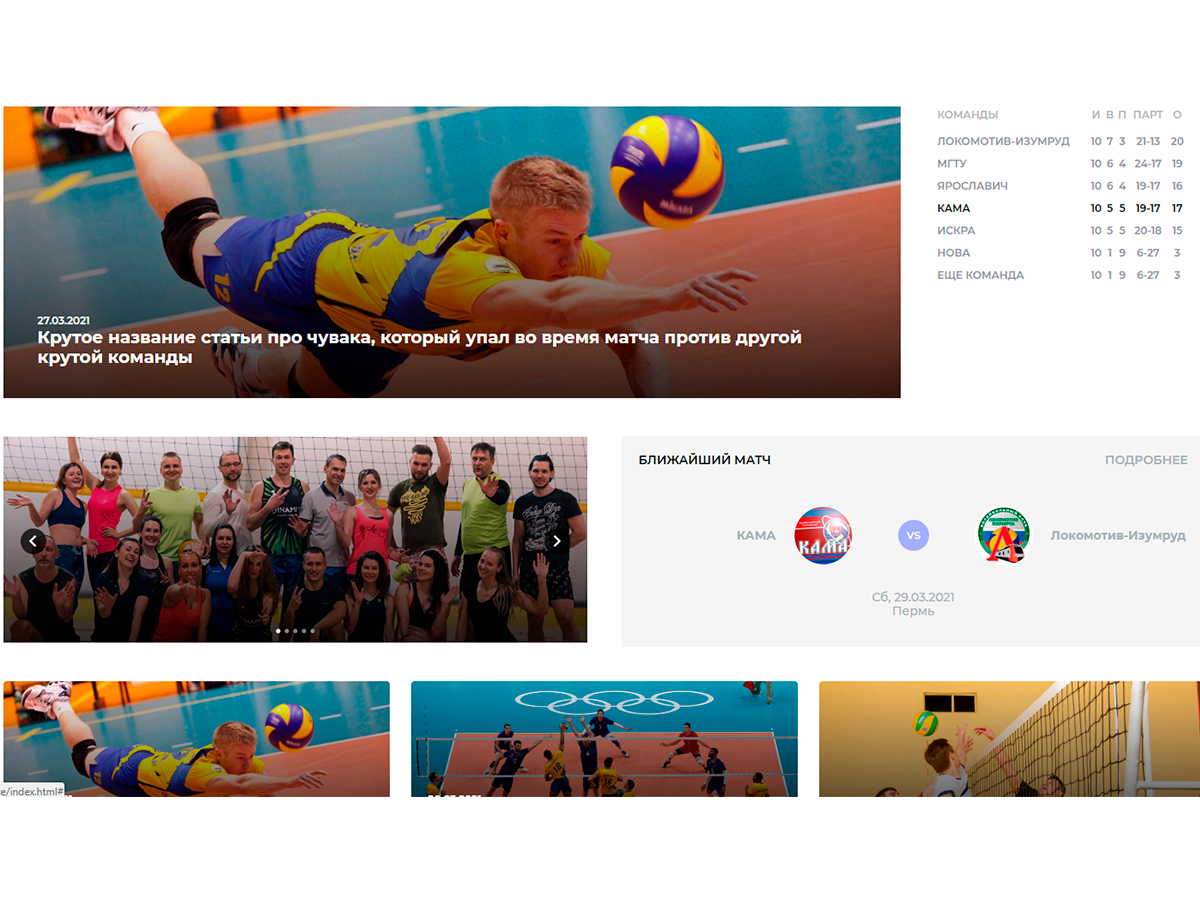 КОМАНДЫ И В П ПАРТ О
ЛОКОМОТИВ-ИЗУМРУД 10 7 3 21-13 20
МГТУ 10 6 4 24-17 19
ЯРОСЛАВИЧ 10 6 4 19-17 16
КАМА 10 5 5 19-17 17
ИСКРА 10 5 5 20-18 15
НОВА 10 1 9 6-27 3
ЕЩЕ КОМАНДА 10 1 9 6-27 3
mikasa
12
27.03.2021
Крутое название статьи про чувака, который упал во время матча против другой
крутой команды
БЛИЖАЙШИЙ МАТЧ
ПОДРОБНЕЕ
КАМА
КАМА
VS
Локомотив-Изумруд
Сб, 29.03.2021
Пермь
12
e/index.html#